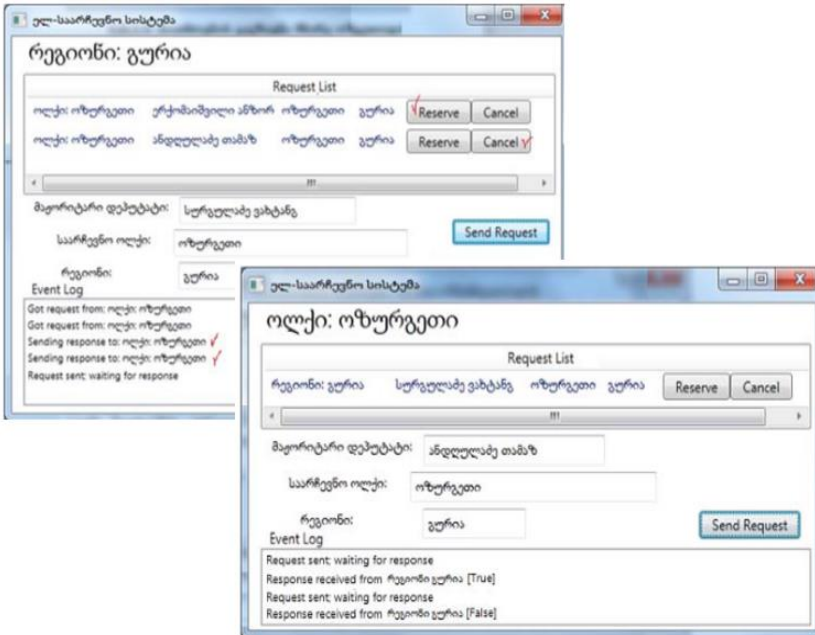 ელ-საარჩევნო სისტემა
რეგიონი: გურია
Request List
ოლქი: ოზურგეთი ერქომაიშვილი ანზორ ოზურგეთი გურია Reserve Cancel
ოლქი: ოზურგეთი ანდღულაძე თამაზ ოზურგეთი გურია Reserve Cancel
მაჟორიტარი დეპუტატი: სურგულაძე ვახტანგ
საარჩევნო ოლქი: ოზურგეთი
Send Request
რეგიონი: გურია
Event Log
Got request from: ოლქი: ოზურგეთი
Got request from: ოლქი: ოზურგეთი
Sending response to: ოლქი: ოზურგეთი
Sending response to: ოლქი: ოზურგეთი
Request sent; waiting for response
ელ-საარჩევნო სისტემა
ოლქი: ოზურგეთი
Request List
რეგიონი: გურია სურგულაძე ვახტანგ ოზურგეთი გურია Reserve Cancel
მაჟორიტარი დეპუტატი: ანდღულაძე თამაზ
საარჩევნო ოლქი: ოზურგეთი
რეგიონი: გურია
Send Request
Event Log
Request sent; waiting for response
Response received from რეგიონი გურია [True]
Request sent; waiting for response
Response received from რეგიონი გურია [False]